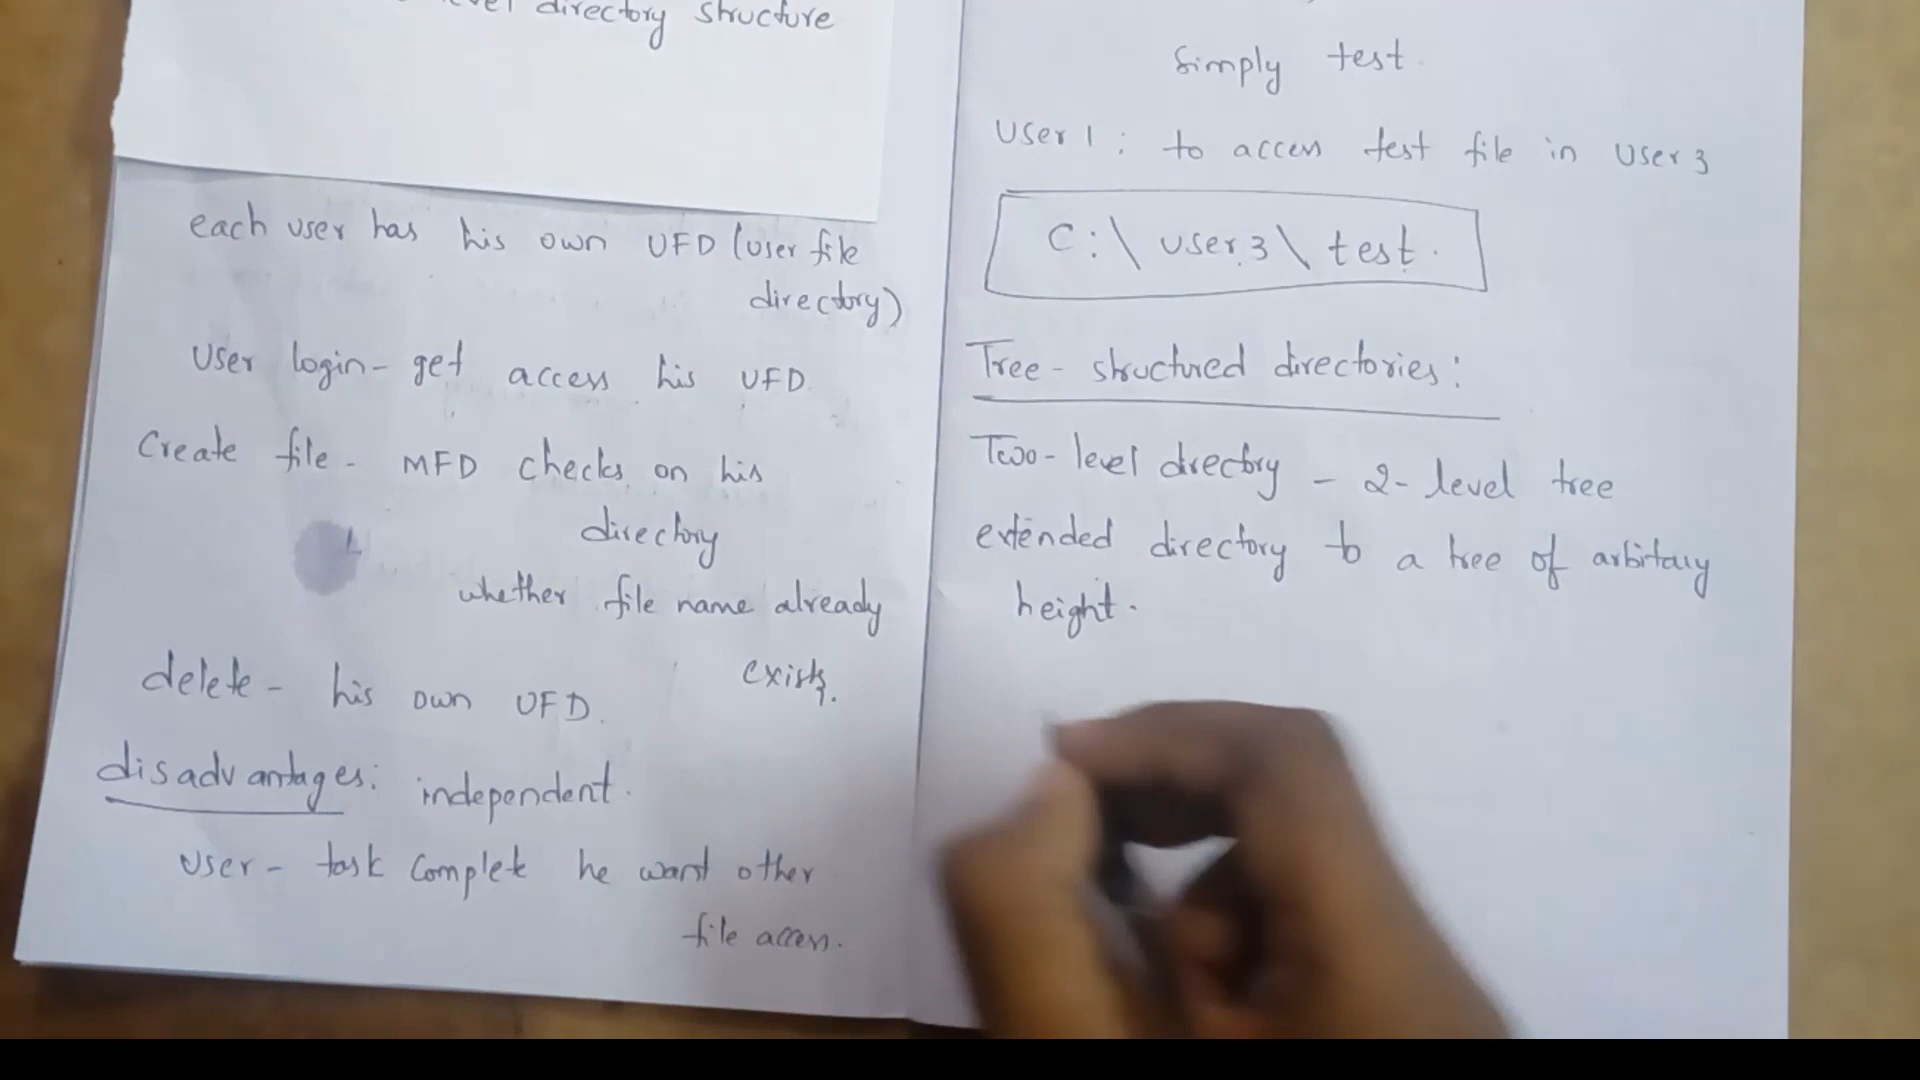 directory structure
each user has his own UFD (user file
directory)
User login - get access his UFD
Create file - MFD checks on his
directory
whether file name already
exists.
delete - his own UFD.
disadvantages: independent.
user - task complete he want other
file access.
Simply test.
User 1 : to access test file in user 3
C:\ user 3 \ test.
Tree - structured directories:
Two - level directory - 2- level tree
extended directory to a tree of arbitary
height.